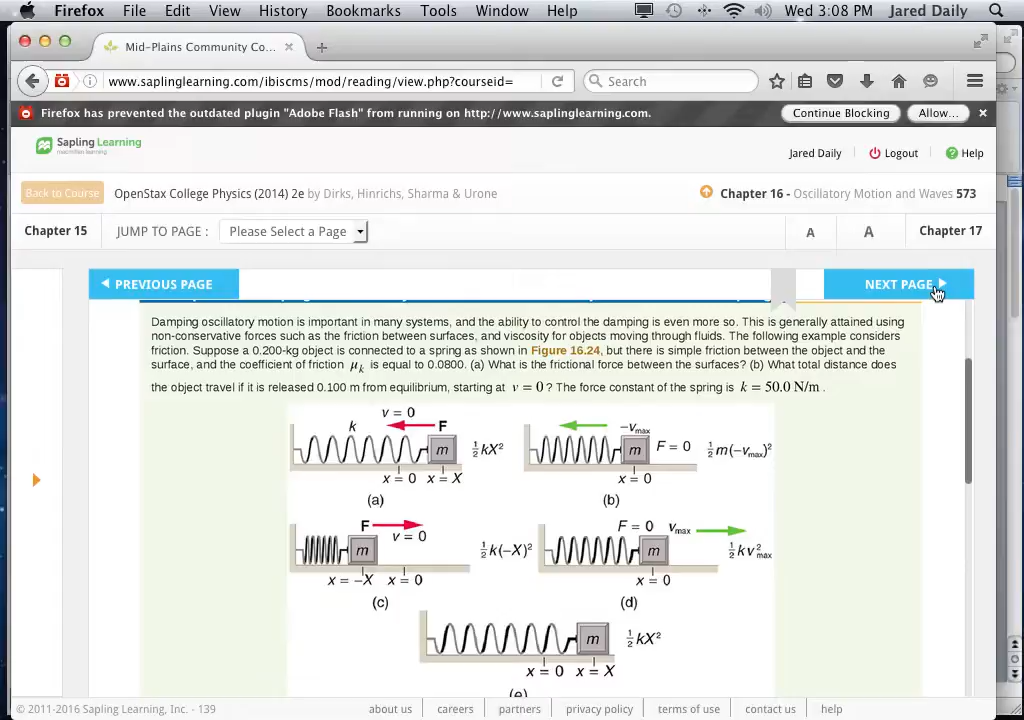 Firefox File Edit View History Bookmarks Tools Window Help Wed 3:08 PM Jared Daily
Mid-Plains Community Co...
www.saplinglearning.com/ibiscms/mod/reading/view.php?courseid= Search
Firefox has prevented the outdated plugin "Adobe Flash" from running on http://www.saplinglearning.com. Continue Blocking Allow...
Sapling Learning
macmillan learning
Jared Daily Logout Help
Back to Course OpenStax College Physics (2014) 2e by Dirks, Hinrichs, Sharma & Urone Chapter 16 - Oscillatory Motion and Waves 573
Chapter 15 JUMP TO PAGE : Please Select a Page A A Chapter 17
PREVIOUS PAGE NEXT PAGE
Damping oscillatory motion is important in many systems, and the ability to control the damping is even more so. This is generally attained using
non-conservative forces such as the friction between surfaces, and viscosity for objects moving through fluids. The following example considers
friction. Suppose a 0.200-kg object is connected to a spring as shown in Figure 16.24, but there is simple friction between the object and the
surface, and the coefficient of friction μₖ is equal to 0.0800. (a) What is the frictional force between the surfaces? (b) What total distance does
the object travel if it is released 0.100 m from equilibrium, starting at v = 0 ? The force constant of the spring is k = 50.0 N/m .
v = 0
k F m ½kX²
x = 0 x = X
(a)
−vmax
m F = 0 ½m(−vmax)²
x = 0
(b)
F
v = 0
m ½k(−X)²
x = −X x = 0
(c)
F = 0 vmax
m ½kv²max
x = 0
(d)
m ½kX²
x = 0 x = X
(e)
© 2011-2016 Sapling Learning, Inc. - 139 about us careers partners privacy policy terms of use contact us help